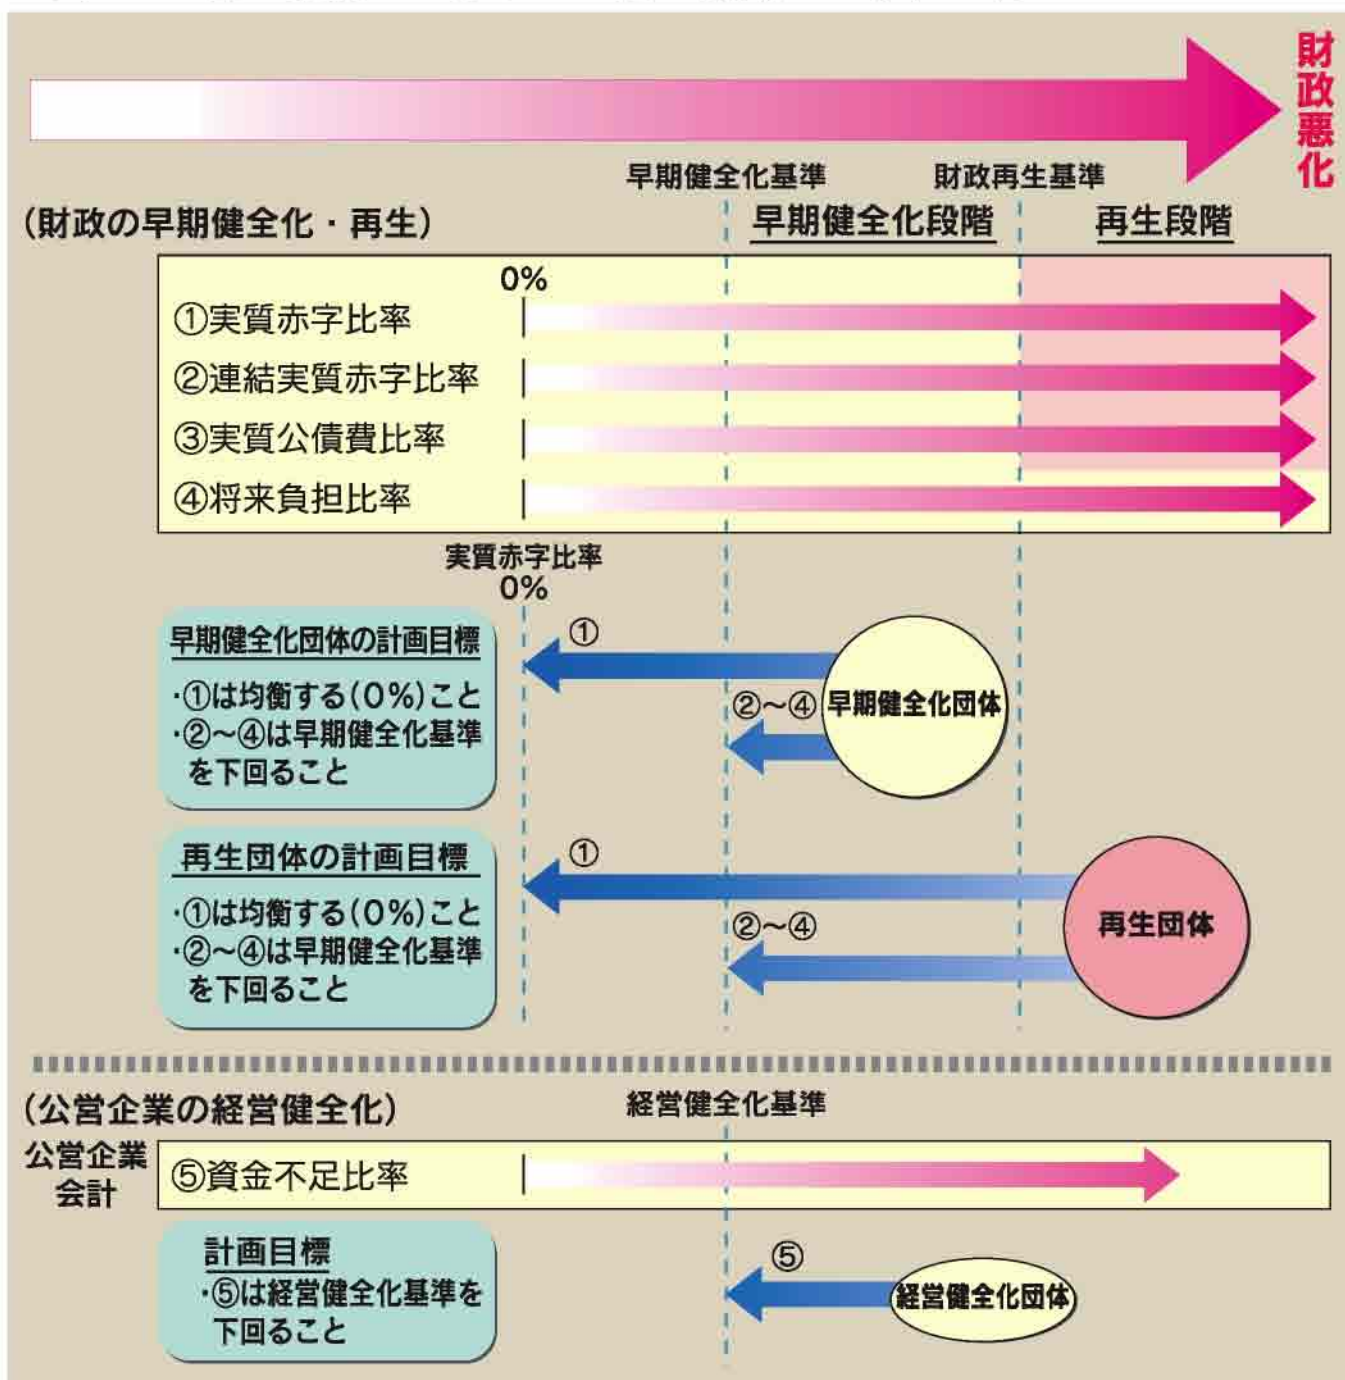 財政悪化
早期健全化基準 財政再生基準
(財政の早期健全化・再生) 早期健全化段階 再生段階
0%
①実質赤字比率
②連結実質赤字比率
③実質公債費比率
④将来負担比率
実質赤字比率
0%
早期健全化団体の計画目標
・①は均衡する(0%)こと
・②～④は早期健全化基準
を下回ること
①
②～④
早期健全化団体
再生団体の計画目標
・①は均衡する(0%)こと
・②～④は早期健全化基準
を下回ること
①
②～④
再生団体
(公営企業の経営健全化) 経営健全化基準
公営企業
会計
⑤資金不足比率
計画目標
・⑤は経営健全化基準を
下回ること
⑤
経営健全化団体